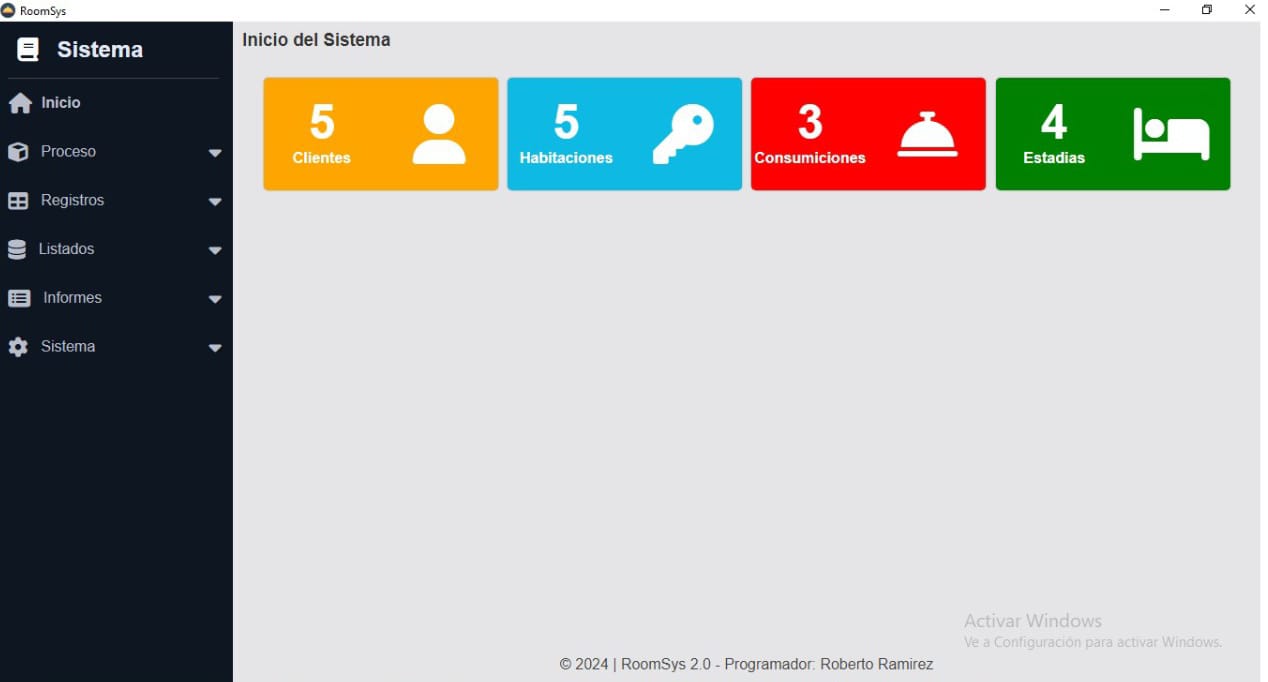 RoomSys
Sistema
Inicio
Proceso
Registros
Listados
Informes
Sistema
Inicio del Sistema
5
Clientes
5
Habitaciones
3
Consumiciones
4
Estadias
Activar Windows
Ve a Configuración para activar Windows.
© 2024 | RoomSys 2.0 - Programador: Roberto Ramirez